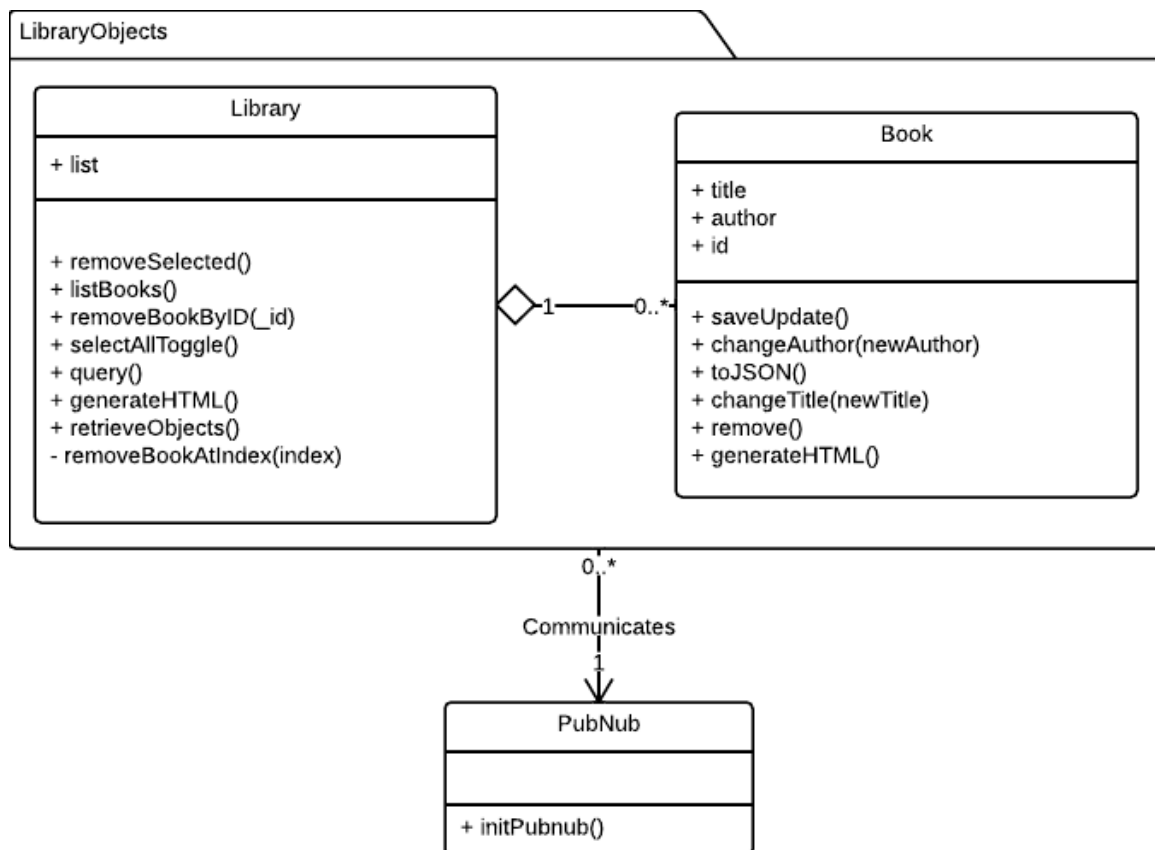 LibraryObjects
Library
+ list
+ removeSelected()
+ listBooks()
+ removeBookByID(_id)
+ selectAllToggle()
+ query()
+ generateHTML()
+ retrieveObjects()
- removeBookAtIndex(index)
1
0..*
Book
+ title
+ author
+ id
+ saveUpdate()
+ changeAuthor(newAuthor)
+ toJSON()
+ changeTitle(newTitle)
+ remove()
+ generateHTML()
0..*
Communicates
1
PubNub
+ initPubnub()